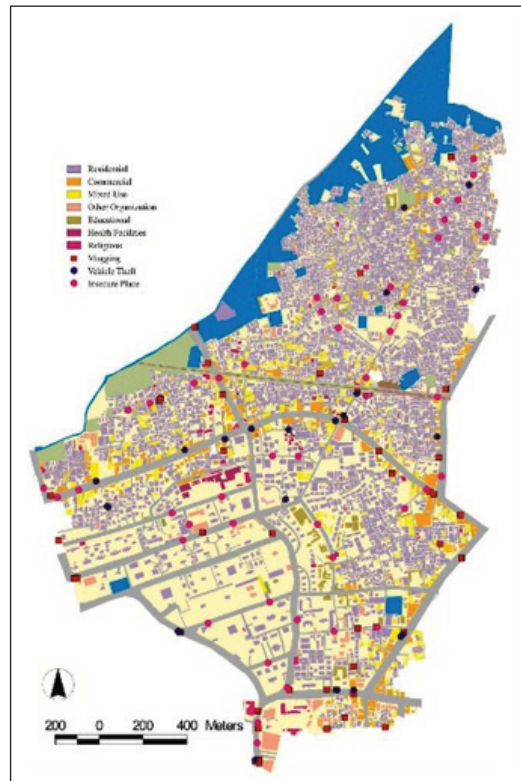 Residential
Commercial
Mixed Use
Other Organization
Educational
Health Facilities
Religious
Mugging
Vehicle Theft
Insecure Place
200 0 200 400 Meters